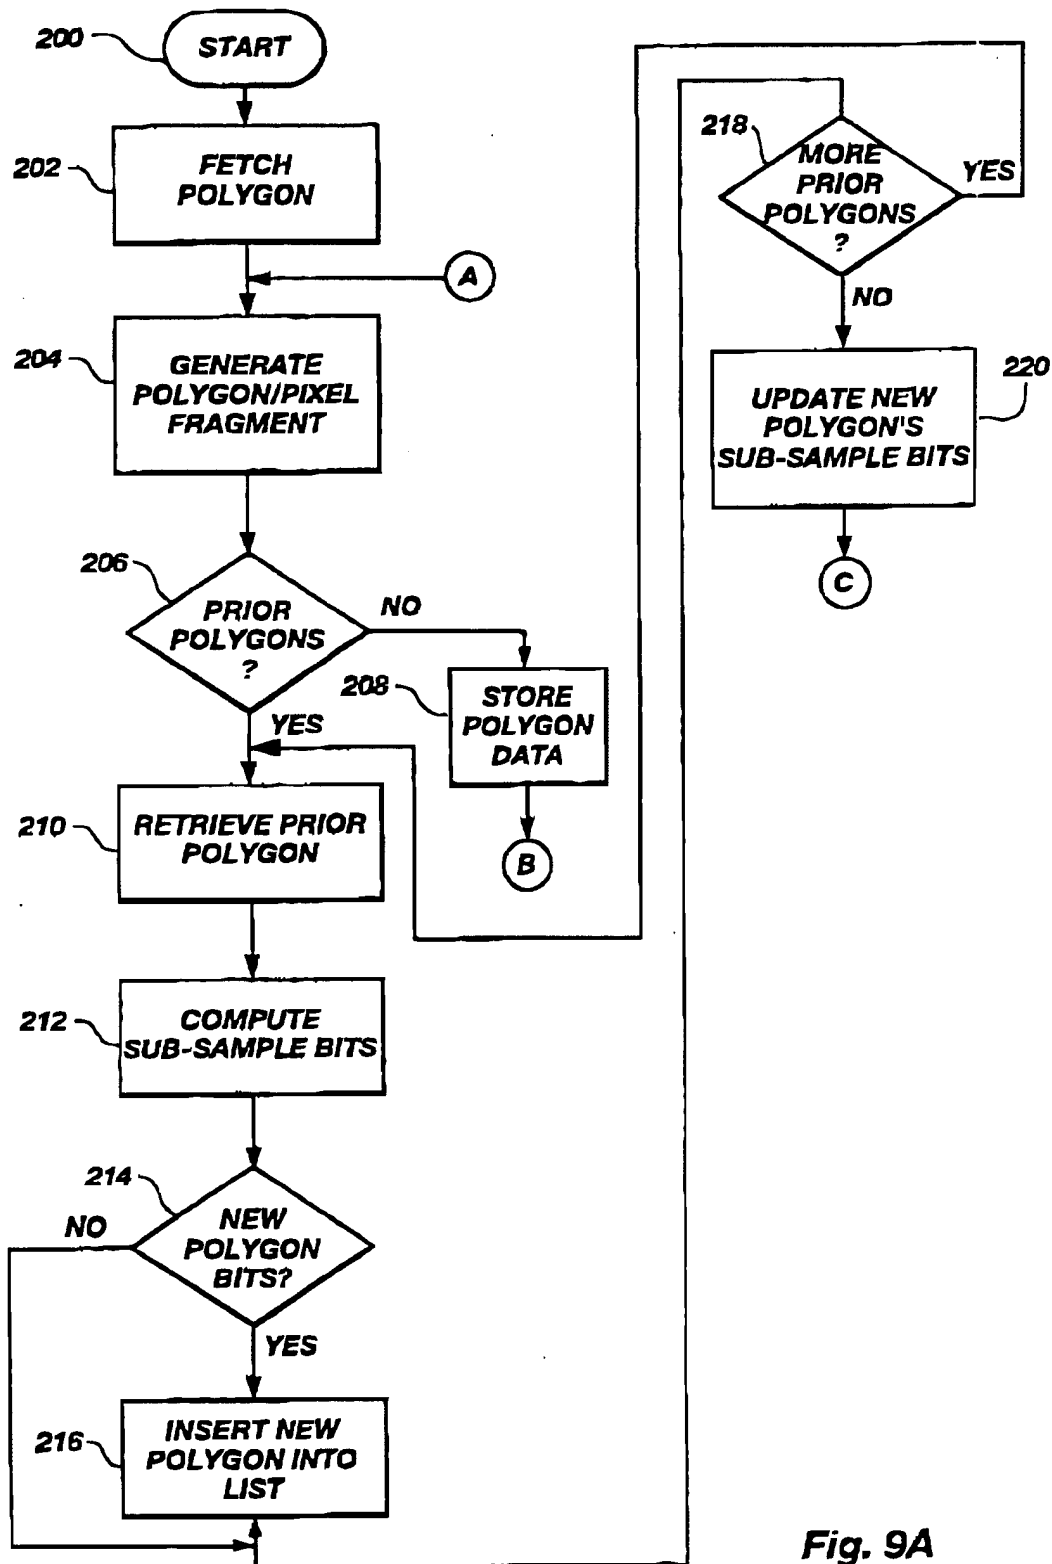 200
START
202
FETCH
POLYGON
A
204
GENERATE
POLYGON/PIXEL
FRAGMENT
206
PRIOR
POLYGONS
?
NO
YES
208
STORE
POLYGON
DATA
B
210
RETRIEVE PRIOR
POLYGON
212
COMPUTE
SUB-SAMPLE BITS
214
NEW
POLYGON
BITS?
NO
YES
216
INSERT NEW
POLYGON INTO
LIST
218
MORE
PRIOR
POLYGONS
?
YES
NO
220
UPDATE NEW
POLYGON'S
SUB-SAMPLE BITS
C
Fig. 9A